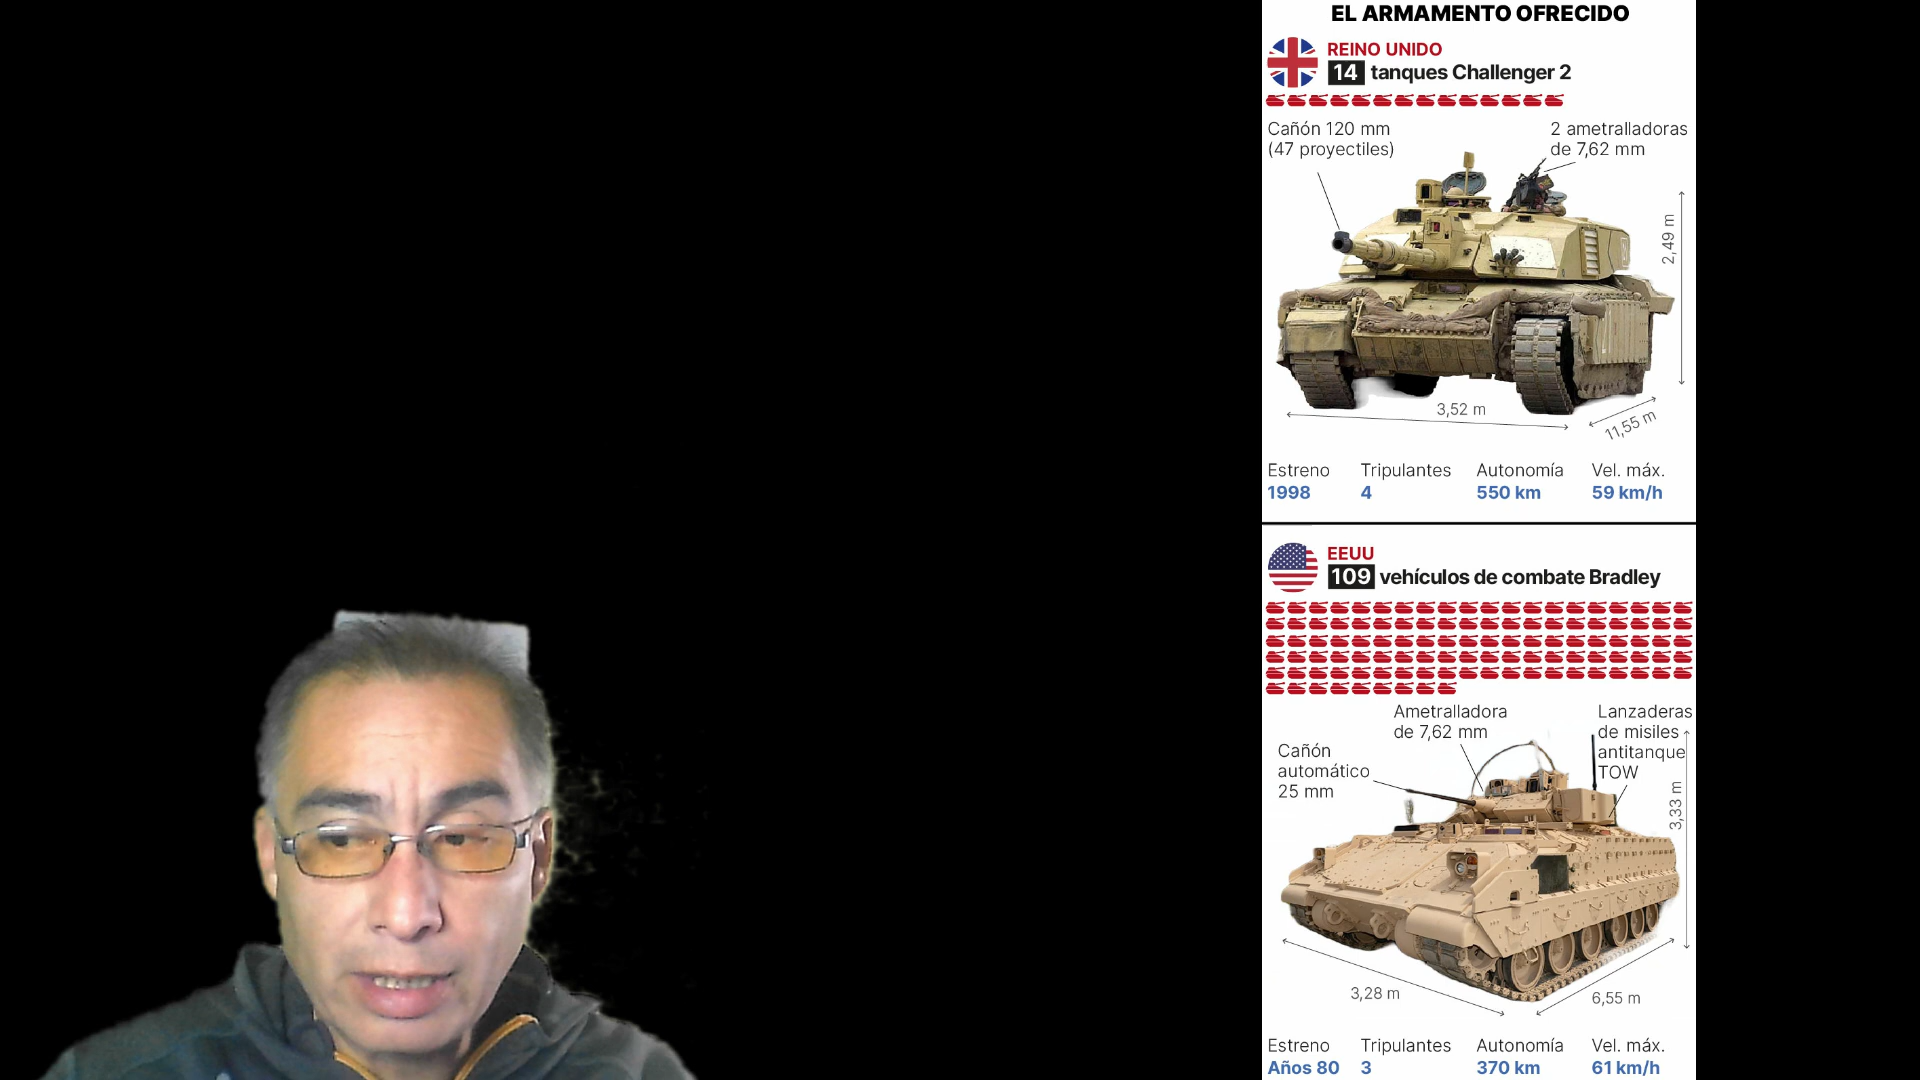 EL ARMAMENTO OFRECIDO
REINO UNIDO
14 tanques Challenger 2
Cañón 120 mm
(47 proyectiles)
2 ametralladoras
de 7,62 mm
2,49 m
3,52 m
11,55 m
Estreno Tripulantes Autonomía Vel. máx.
1998 4 550 km 59 km/h
EEUU
109 vehículos de combate Bradley
Ametralladora
de 7,62 mm
Lanzaderas
de misiles
antitanque
TOW
Cañón
automático
25 mm
3,33 m
3,28 m
6,55 m
Estreno Tripulantes Autonomía Vel. máx.
Años 80 3 370 km 61 km/h